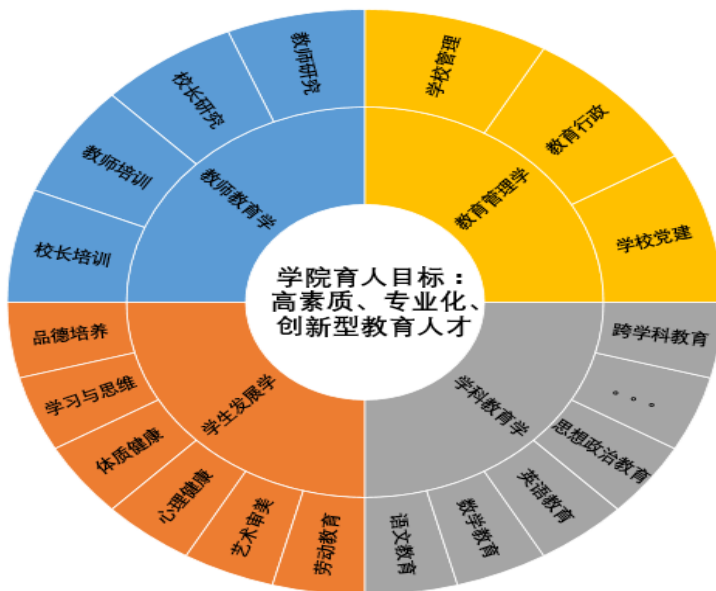 学院育人目标：
高素质、专业化、
创新型教育人才
教育管理学
学校管理
教育行政
学校党建
学科教育学
跨学科教育
。。。
思想政治教育
英语教育
数学教育
语文教育
学生发展学
劳动教育
艺术审美
心理健康
体质健康
学习与思维
品德培养
教师教育学
校长培训
教师培训
校长研究
教师研究